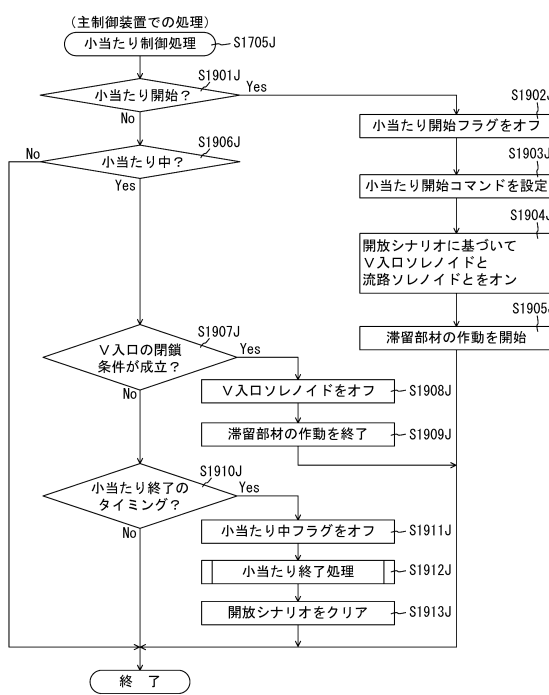 (主制御装置での処理)
小当たり制御処理
S1705J
S1901J
小当たり開始?
Yes
No
S1902J
小当たり開始フラグをオフ
S1903J
小当たり開始コマンドを設定
S1904J
開放シナリオに基づいて
V入口ソレノイドと
流路ソレノイドとをオン
S1905J
滞留部材の作動を開始
S1906J
小当たり中?
No
Yes
S1907J
V入口の閉鎖
条件が成立?
Yes
No
V入口ソレノイドをオフ
S1908J
滞留部材の作動を終了
S1909J
S1910J
小当たり終了の
タイミング?
Yes
No
小当たり中フラグをオフ
S1911J
小当たり終了処理
S1912J
開放シナリオをクリア
S1913J
終 了